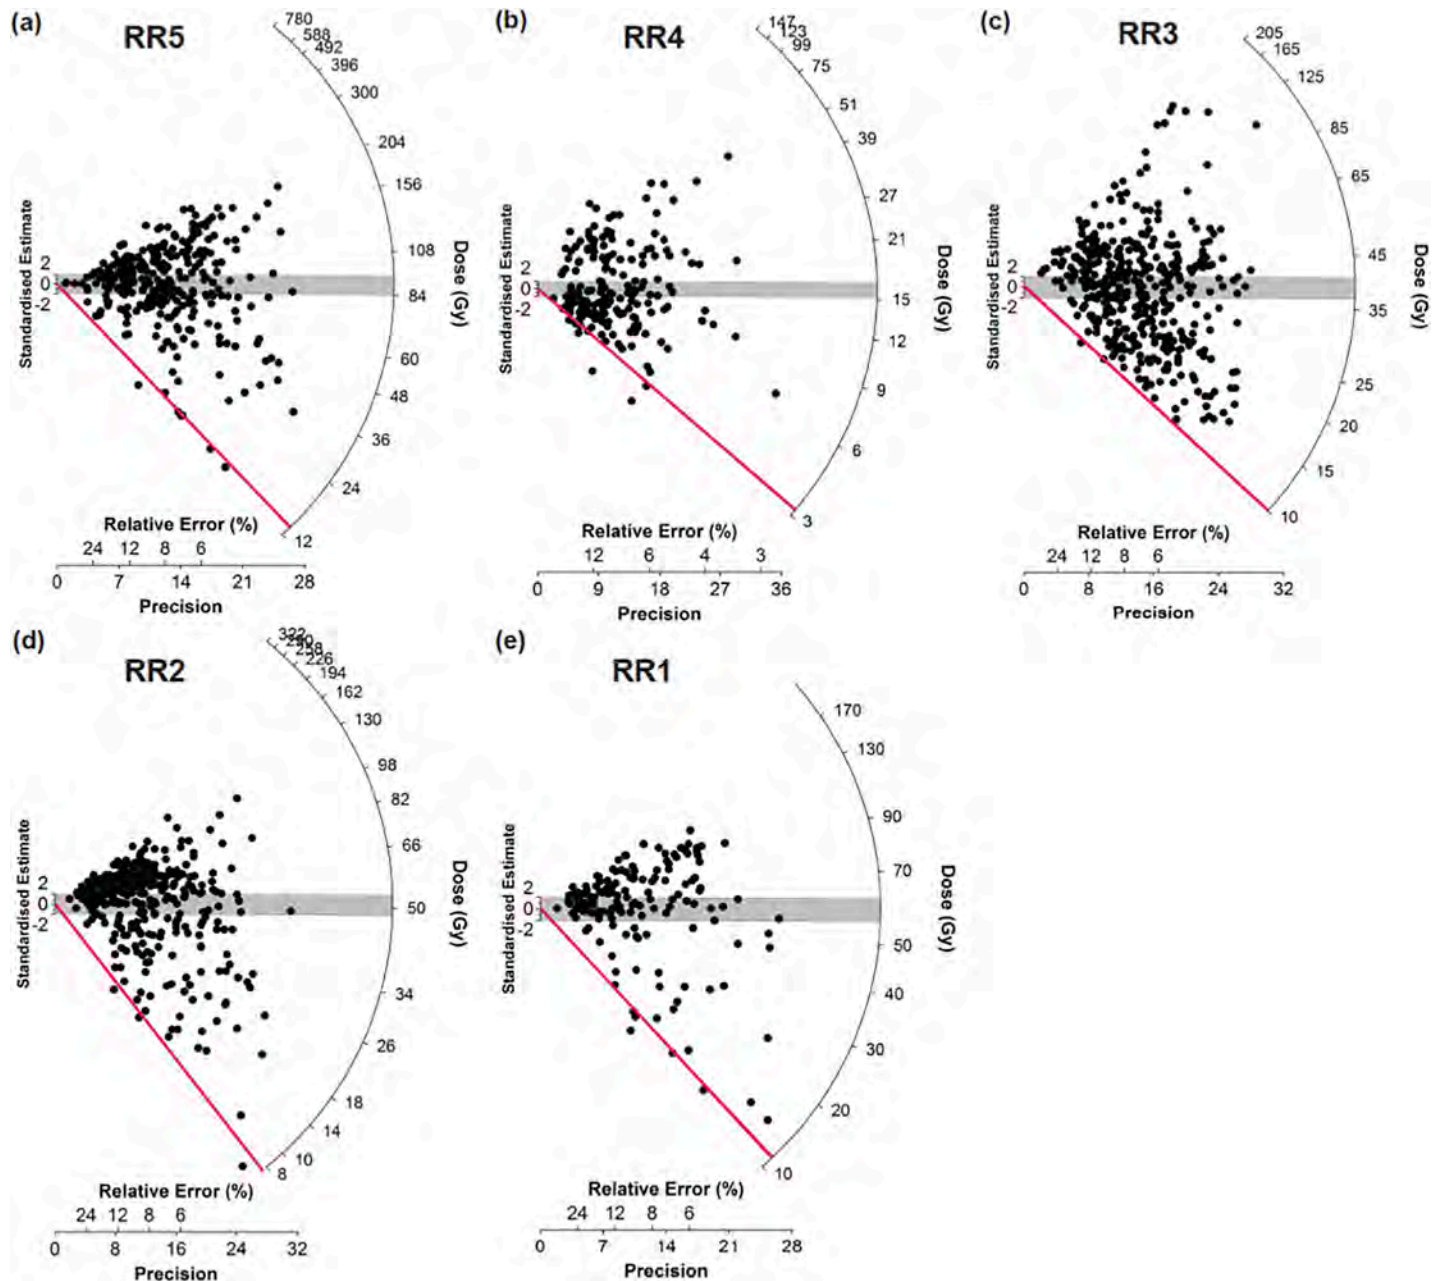 (a)
RR5
780
588
492
396
300
204
156
108
84
60
48
36
24
12
Dose (Gy)
Standardised Estimate
2
0
-2
Relative Error (%)
24 12 8 6
0 7 14 21 28
Precision
(b)
RR4
147
123
99
75
51
39
27
21
15
12
9
6
3
Dose (Gy)
Standardised Estimate
2
0
-2
Relative Error (%)
12 6 4 3
0 9 18 27 36
Precision
(c)
RR3
205
165
125
85
65
45
35
25
20
15
10
Dose (Gy)
Standardised Estimate
2
0
-2
Relative Error (%)
24 12 8 6
0 8 16 24 32
Precision
(d)
RR2
322
290
258
226
194
162
130
98
82
66
50
34
26
18
14
10
8
Dose (Gy)
Standardised Estimate
2
0
-2
Relative Error (%)
24 12 8 6
0 8 16 24 32
Precision
(e)
RR1
170
130
90
70
50
40
30
20
10
Dose (Gy)
Standardised Estimate
2
0
-2
Relative Error (%)
24 12 8 6
0 7 14 21 28
Precision